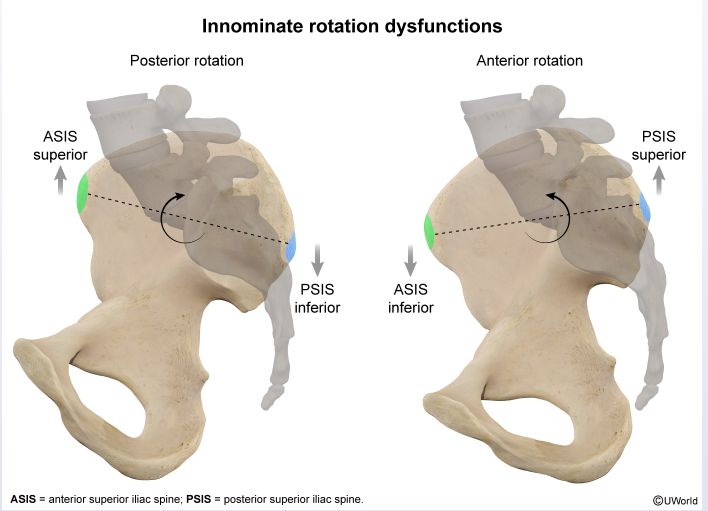 Innominate rotation dysfunctions
Posterior rotation
Anterior rotation
ASIS
superior
PSIS
inferior
PSIS
superior
ASIS
inferior
ASIS = anterior superior iliac spine; PSIS = posterior superior iliac spine.
©UWorld